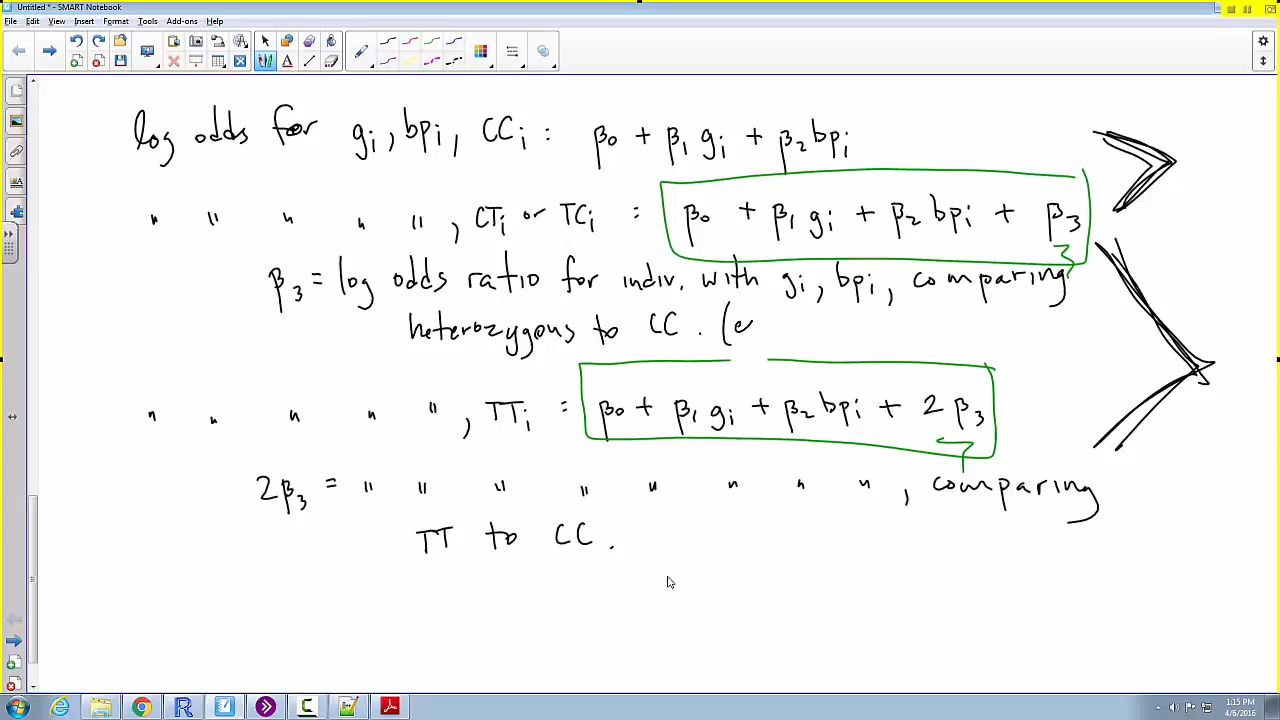 Untitled * - SMART Notebook
File Edit View Insert Format Tools Add-ons Help
log odds for gi, bpi, CCi : β0 + β1 gi + β2 bpi
" " " " " , CTi or TCi = β0 + β1 gi + β2 bpi + β3
β3 = log odds ratio for indiv. with gi, bpi, comparing
heterozygous to CC. (e
" " " " " , TTi = β0 + β1 gi + β2 bpi + 2 β3
2β3 = " " " " " " " " , comparing
TT to CC.
1:15 PM
4/6/2016